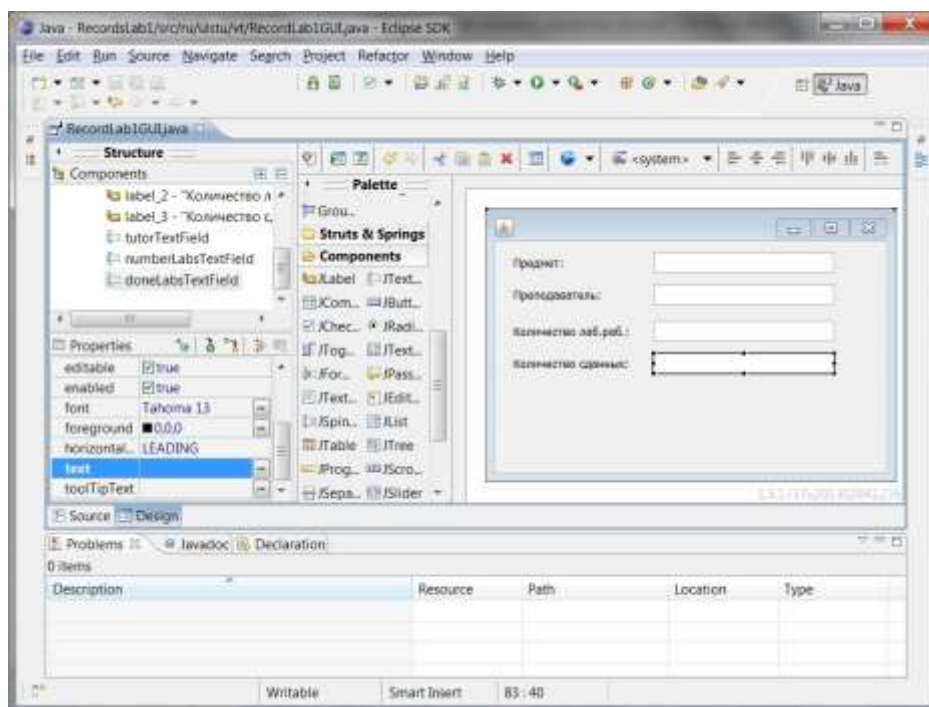 Java - RecordsLab1/src/ru/ulstu/vt/RecordLab1GUI.java - Eclipse SDK
File Edit Run Source Navigate Search Project Refactor Window Help
Java
RecordLab1GUI.java
Structure
Components
label_2 - "Количество л
label_3 - "Количество с
tutorTextField
numberLabsTextField
doneLabsTextField
Properties
editable true
enabled true
font Tahoma 13
foreground 0,0,0
horizontal... LEADING
text
toolTipText
Palette
Grou...
Struts & Springs
Components
JLabel JText...
JCom... JButt...
JChec... JRadi...
JTog... JText...
JFor... JPass...
JText... JEdit...
JSpin... JList
JTable JTree
JProg... JScro...
JSepa... JSlider
<system>
Предмет:
Преподаватель:
Количество лаб.раб.:
Количество сданных:
Source Design
Problems Javadoc Declaration
0 items
Description Resource Path Location Type
Writable Smart Insert 83 : 40